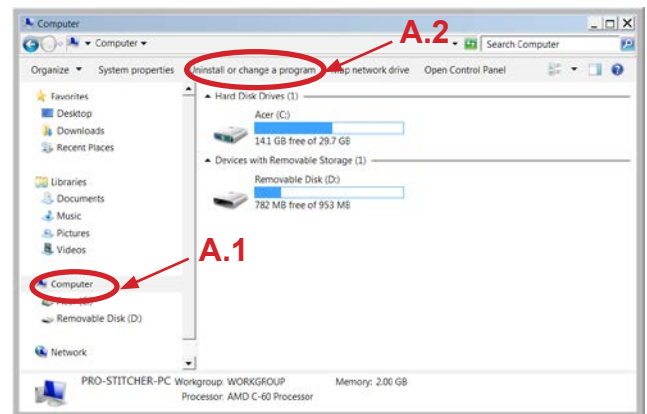 Computer
Computer
Search Computer
A.2
Organize
System properties
Uninstall or change a program
Map network drive
Open Control Panel
Favorites
Desktop
Downloads
Recent Places
Libraries
Documents
Music
Pictures
Videos
Computer
Acer (C:)
Removable Disk (D:)
Network
Hard Disk Drives (1)
Acer (C:)
14.1 GB free of 29.7 GB
Devices with Removable Storage (1)
Removable Disk (D:)
782 MB free of 953 MB
A.1
PRO-STITCHER-PC Workgroup: WORKGROUP Memory: 2.00 GB
Processor: AMD C-60 Processor